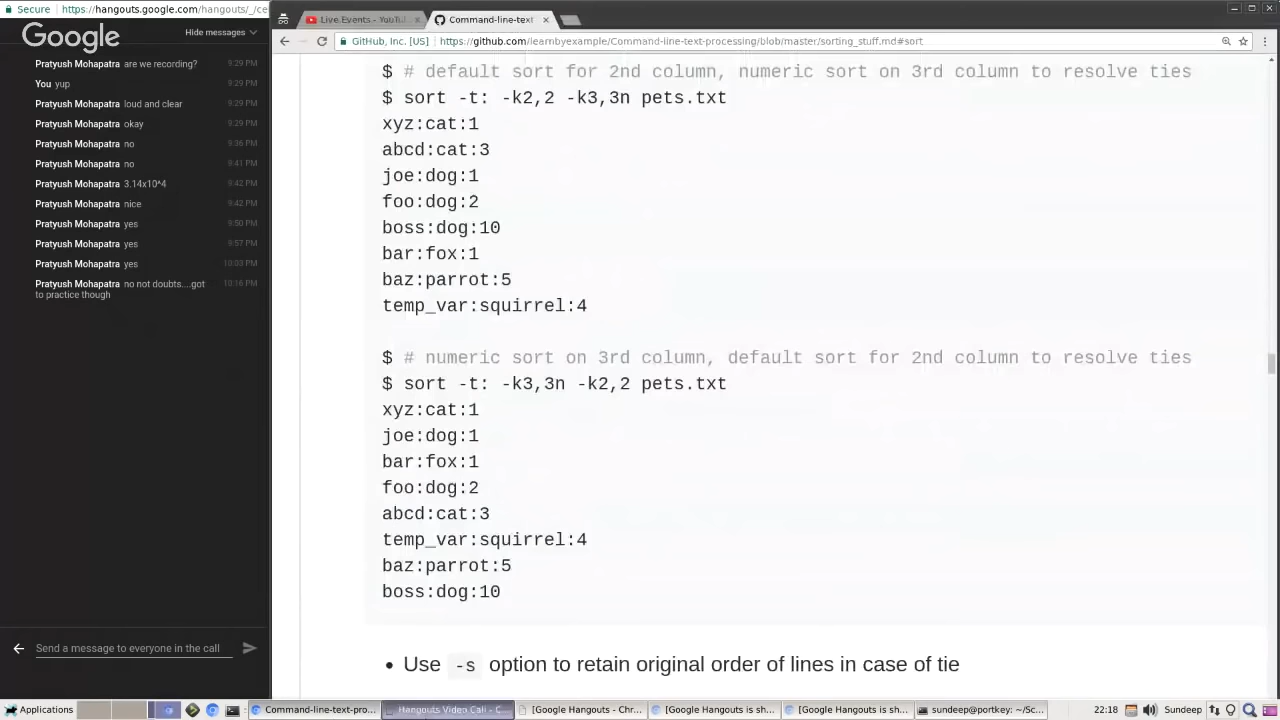 Secure https://hangouts.google.com/hangouts/_/ce
Google
Hide messages
Pratyush Mohapatra are we recording? 9:29 PM
You yup 9:29 PM
Pratyush Mohapatra loud and clear 9:29 PM
Pratyush Mohapatra okay 9:29 PM
Pratyush Mohapatra no 9:36 PM
Pratyush Mohapatra no 9:41 PM
Pratyush Mohapatra 3.14x10^4 9:42 PM
Pratyush Mohapatra nice 9:42 PM
Pratyush Mohapatra yes 9:50 PM
Pratyush Mohapatra yes 9:57 PM
Pratyush Mohapatra yes 10:03 PM
Pratyush Mohapatra no not doubts....got 10:16 PM
to practice though
Send a message to everyone in the call
Live Events - YouTu
Command-line-text
GitHub, Inc. [US] https://github.com/learnbyexample/Command-line-text-processing/blob/master/sorting_stuff.md#sort
$ # default sort for 2nd column, numeric sort on 3rd column to resolve ties
$ sort -t: -k2,2 -k3,3n pets.txt
xyz:cat:1
abcd:cat:3
joe:dog:1
foo:dog:2
boss:dog:10
bar:fox:1
baz:parrot:5
temp_var:squirrel:4
$ # numeric sort on 3rd column, default sort for 2nd column to resolve ties
$ sort -t: -k3,3n -k2,2 pets.txt
xyz:cat:1
joe:dog:1
bar:fox:1
foo:dog:2
abcd:cat:3
temp_var:squirrel:4
baz:parrot:5
boss:dog:10
• Use -s option to retain original order of lines in case of tie
Applications
Command-line-text-pro...
Hangouts Video Call - C
[Google Hangouts - Chr...
[Google Hangouts is sh...
[Google Hangouts is sh...
sundeep@portkey: ~/Sc...
22:18
Sundeep